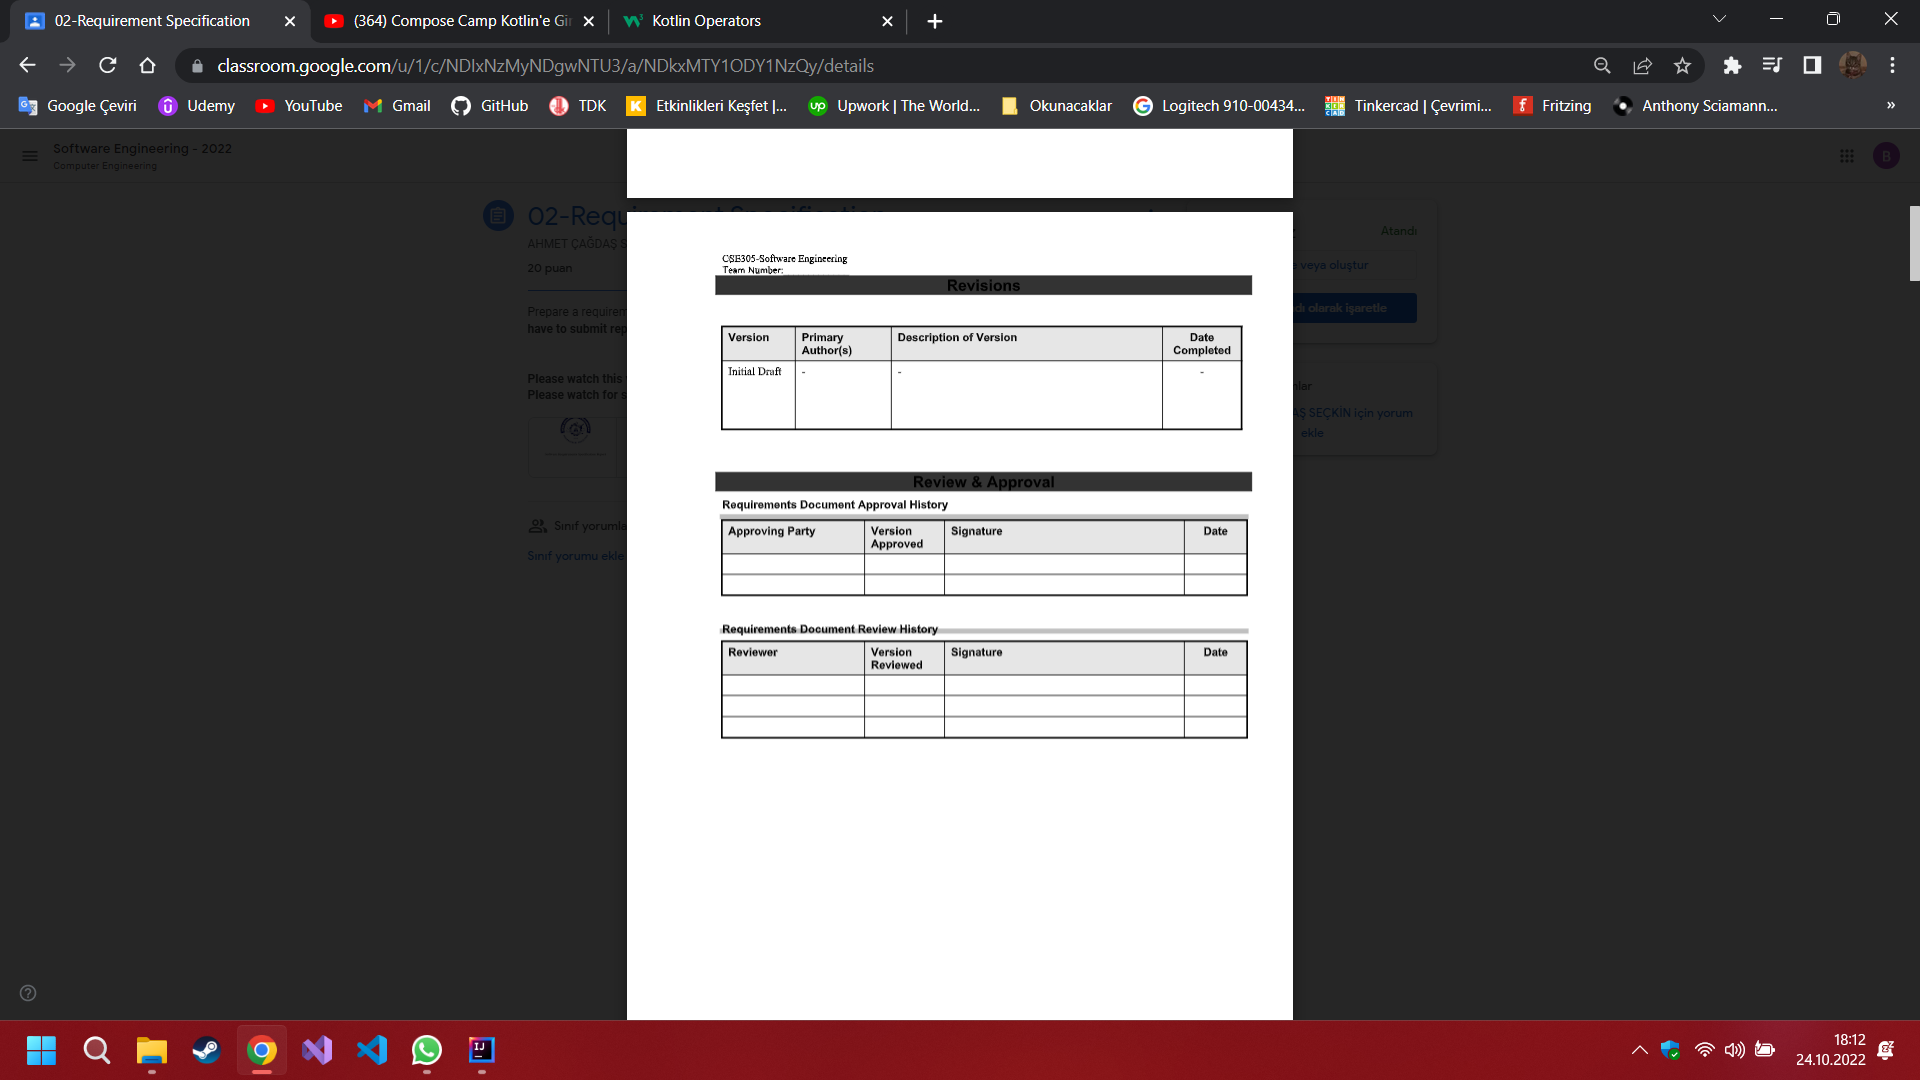 02-Requirement Specification
(364) Compose Camp Kotlin'e Gir
Kotlin Operators
classroom.google.com/u/1/c/NDIxNzMyNDgwNTU3/a/NDkxMTY1ODY1NzQy/details
Google Çeviri
Udemy
YouTube
Gmail
GitHub
TDK
Etkinlikleri Keşfet |...
Upwork | The World...
Okunacaklar
Logitech 910-00434...
Tinkercad | Çevrimi...
Fritzing
Anthony Sciamann...
»
Software Engineering - 2022
Computer Engineering
B
02-Requirement Specification
AHMET ÇAĞDAŞ S
20 puan
Prepare a requirem
have to submit rep
Please watch this
Please watch for s
Sınıf yorumla
Sınıf yorumu ekle
Atandı
e veya oluştur
dı olarak işaretle
nlar
AŞ SEÇKİN için yorum
ekle
CSE305-Software Engineering
Team Number:
Revisions
Version
Primary Author(s)
Description of Version
Date Completed
Initial Draft
-
-
-
Review & Approval
Requirements Document Approval History
Approving Party
Version Approved
Signature
Date
Requirements Document Review History
Reviewer
Version Reviewed
Signature
Date
18:12
24.10.2022